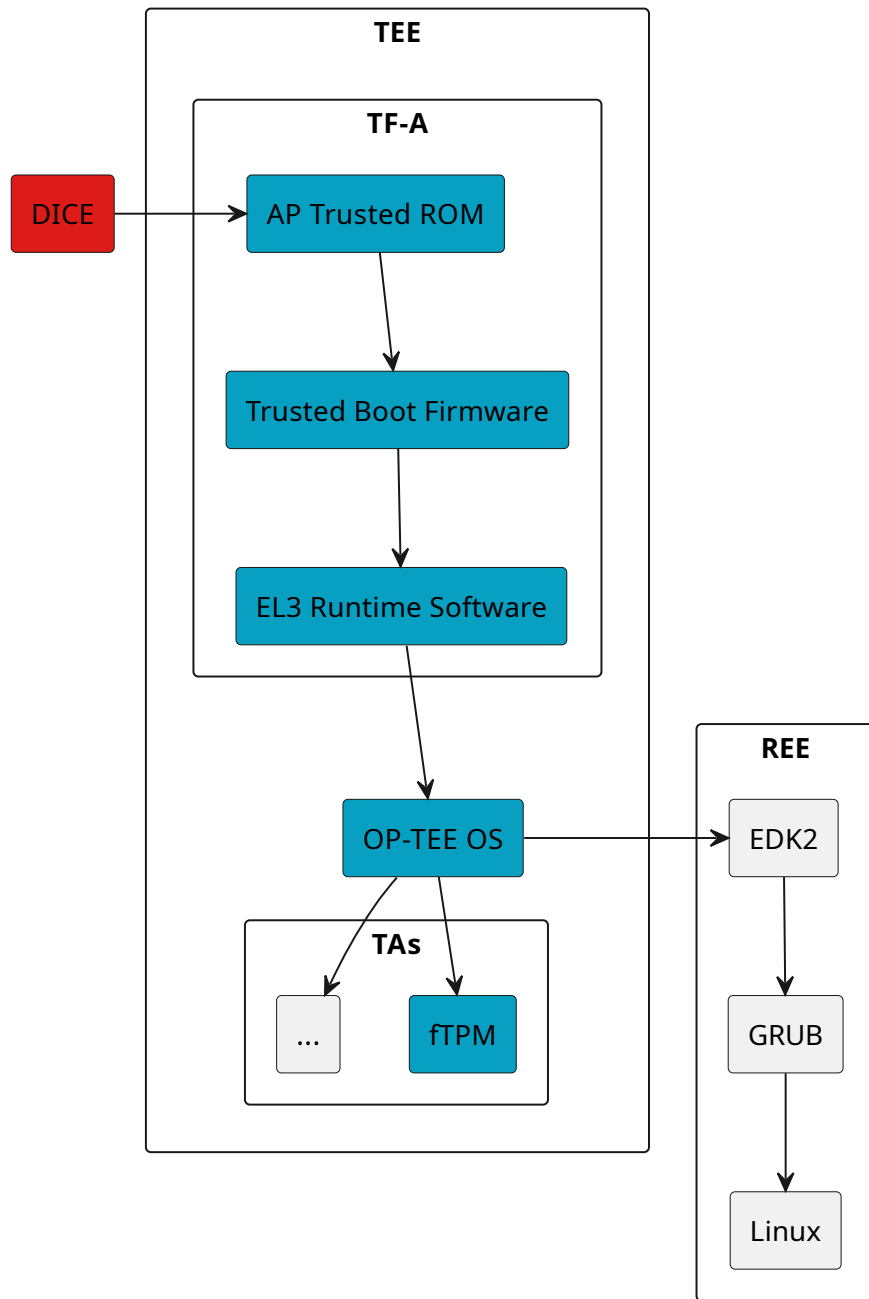 TEE
TF-A
DICE
AP Trusted ROM
Trusted Boot Firmware
EL3 Runtime Software
REE
OP-TEE OS
EDK2
TAs
...
fTPM
GRUB
Linux